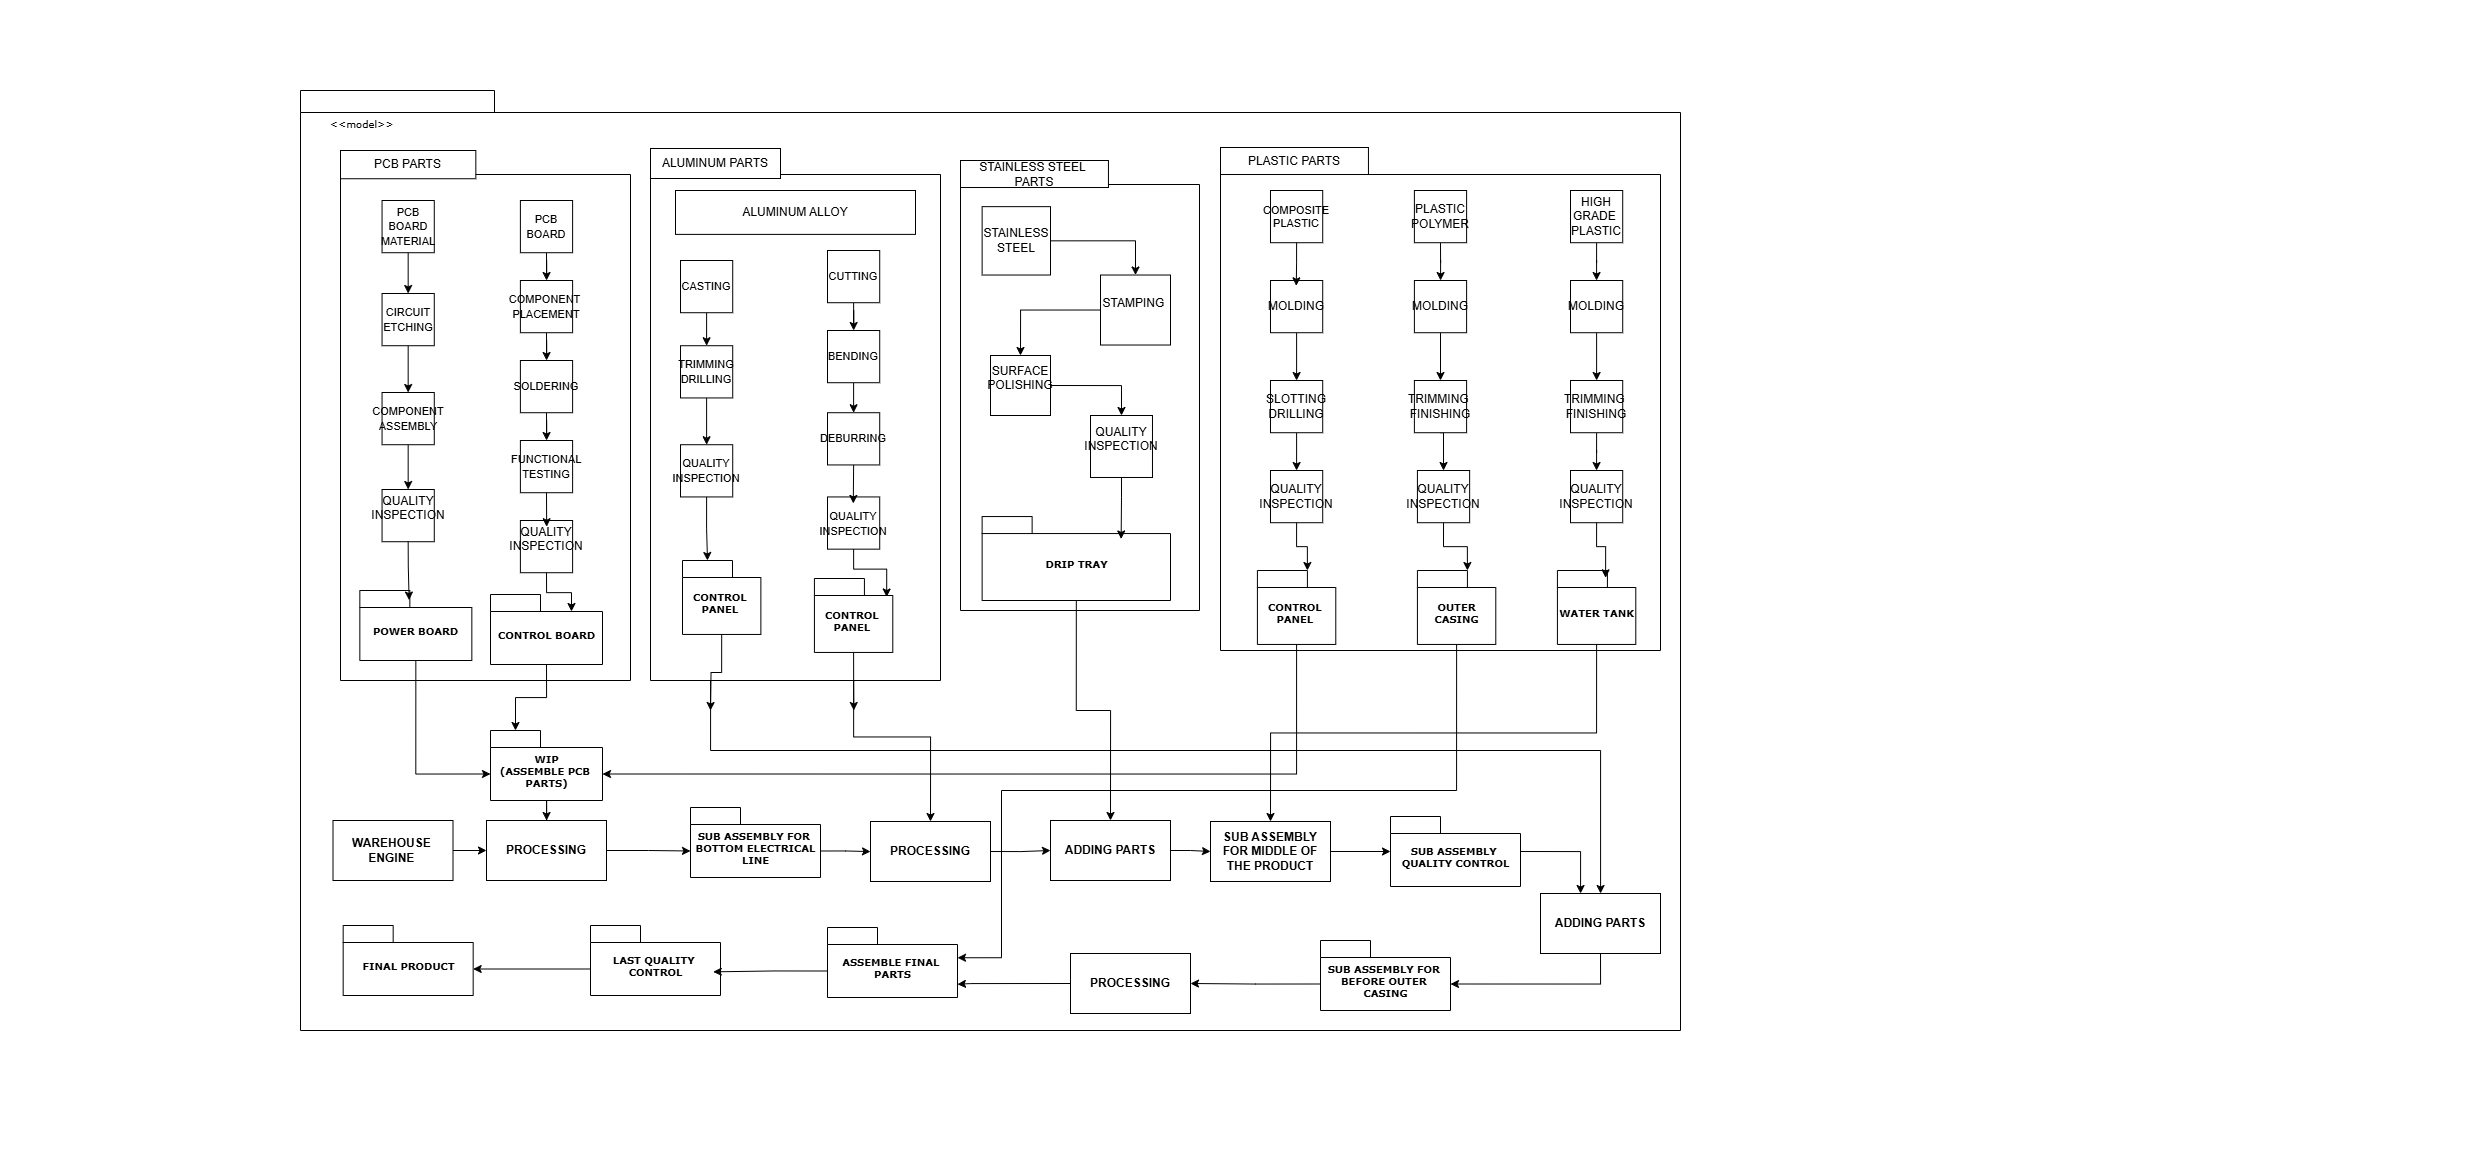 <<model>>
PCB PARTS
PCB
BOARD
MATERIAL
CIRCUIT
ETCHING
COMPONENT
ASSEMBLY
QUALITY
INSPECTION
POWER BOARD
PCB
BOARD
COMPONENT
PLACEMENT
SOLDERING
FUNCTIONAL
TESTING
QUALITY
INSPECTION
CONTROL BOARD
ALUMINUM PARTS
ALUMINUM ALLOY
CASTING
TRIMMING
DRILLING
QUALITY
INSPECTION
CONTROL
PANEL
CUTTING
BENDING
DEBURRING
QUALITY
INSPECTION
CONTROL
PANEL
STAINLESS STEEL
PARTS
STAINLESS
STEEL
STAMPING
SURFACE
POLISHING
QUALITY
INSPECTION
DRIP TRAY
PLASTIC PARTS
COMPOSITE
PLASTIC
MOLDING
SLOTTING
DRILLING
QUALITY
INSPECTION
CONTROL
PANEL
PLASTIC
POLYMER
MOLDING
TRIMMING
FINISHING
QUALITY
INSPECTION
OUTER
CASING
HIGH
GRADE
PLASTIC
MOLDING
TRIMMING
FINISHING
QUALITY
INSPECTION
WATER TANK
WIP
(ASSEMBLE PCB
PARTS)
WAREHOUSE
ENGINE
PROCESSING
SUB ASSEMBLY FOR
BOTTOM ELECTRICAL
LINE
PROCESSING
ADDING PARTS
SUB ASSEMBLY
FOR MIDDLE OF
THE PRODUCT
SUB ASSEMBLY
QUALITY CONTROL
ADDING PARTS
FINAL PRODUCT
LAST QUALITY
CONTROL
ASSEMBLE FINAL
PARTS
PROCESSING
SUB ASSEMBLY FOR
BEFORE OUTER
CASING